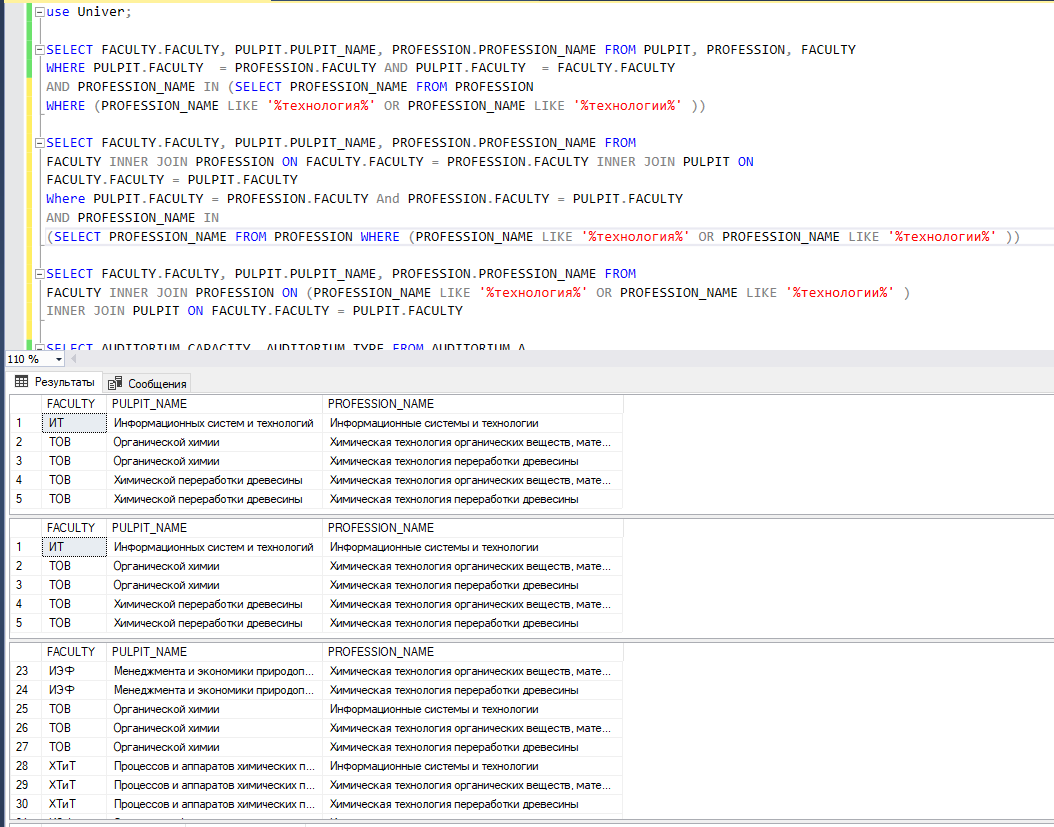 use Univer;
SELECT FACULTY.FACULTY, PULPIT.PULPIT_NAME, PROFESSION.PROFESSION_NAME FROM PULPIT, PROFESSION, FACULTY
WHERE PULPIT.FACULTY  = PROFESSION.FACULTY AND PULPIT.FACULTY  = FACULTY.FACULTY
AND PROFESSION_NAME IN (SELECT PROFESSION_NAME FROM PROFESSION
WHERE (PROFESSION_NAME LIKE '%технология%' OR PROFESSION_NAME LIKE '%технологии%' ))
SELECT FACULTY.FACULTY, PULPIT.PULPIT_NAME, PROFESSION.PROFESSION_NAME FROM
FACULTY INNER JOIN PROFESSION ON FACULTY.FACULTY = PROFESSION.FACULTY INNER JOIN PULPIT ON
FACULTY.FACULTY = PULPIT.FACULTY
Where PULPIT.FACULTY = PROFESSION.FACULTY And PROFESSION.FACULTY = PULPIT.FACULTY
AND PROFESSION_NAME IN
(SELECT PROFESSION_NAME FROM PROFESSION WHERE (PROFESSION_NAME LIKE '%технология%' OR PROFESSION_NAME LIKE '%технологии%' ))
SELECT FACULTY.FACULTY, PULPIT.PULPIT_NAME, PROFESSION.PROFESSION_NAME FROM
FACULTY INNER JOIN PROFESSION ON (PROFESSION_NAME LIKE '%технология%' OR PROFESSION_NAME LIKE '%технологии%' )
INNER JOIN PULPIT ON FACULTY.FACULTY = PULPIT.FACULTY
SELECT AUDITORIUM_CAPACITY, AUDITORIUM_TYPE FROM AUDITORIUM A
110 %
Результаты Сообщения
FACULTY PULPIT_NAME PROFESSION_NAME
1 ИТ Информационных систем и технологий Информационные системы и технологии
2 ТОВ Органической химии Химическая технология органических веществ, мате...
3 ТОВ Органической химии Химическая технология переработки древесины
4 ТОВ Химической переработки древесины Химическая технология органических веществ, мате...
5 ТОВ Химической переработки древесины Химическая технология переработки древесины
FACULTY PULPIT_NAME PROFESSION_NAME
1 ИТ Информационных систем и технологий Информационные системы и технологии
2 ТОВ Органической химии Химическая технология органических веществ, мате...
3 ТОВ Органической химии Химическая технология переработки древесины
4 ТОВ Химической переработки древесины Химическая технология органических веществ, мате...
5 ТОВ Химической переработки древесины Химическая технология переработки древесины
FACULTY PULPIT_NAME PROFESSION_NAME
23 ИЭФ Менеджмента и экономики природоп... Химическая технология органических веществ, мате...
24 ИЭФ Менеджмента и экономики природоп... Химическая технология переработки древесины
25 ТОВ Органической химии Информационные системы и технологии
26 ТОВ Органической химии Химическая технология органических веществ, мате...
27 ТОВ Органической химии Химическая технология переработки древесины
28 ХТиТ Процессов и аппаратов химических п... Информационные системы и технологии
29 ХТиТ Процессов и аппаратов химических п... Химическая технология органических веществ, мате...
30 ХТиТ Процессов и аппаратов химических п... Химическая технология переработки древесины